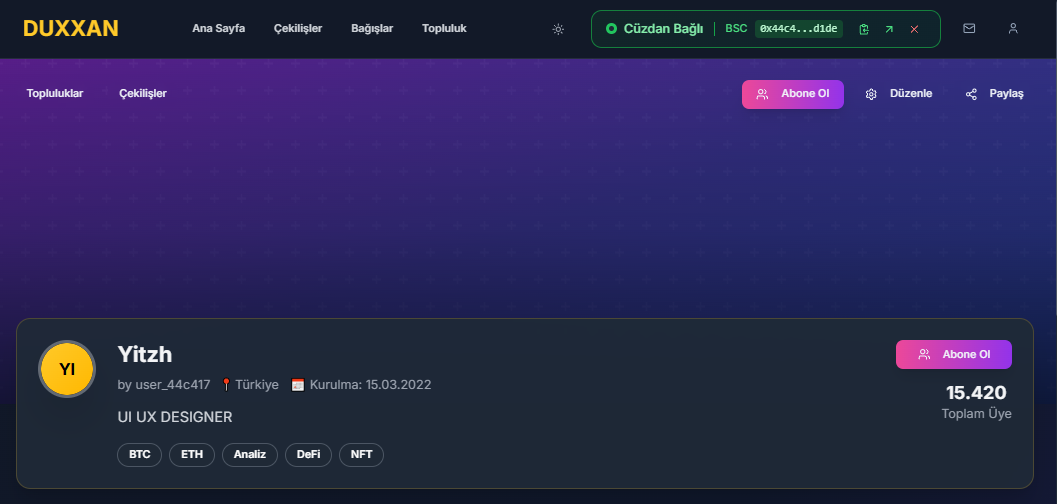 DUXXAN Ana Sayfa Çekilişler Bağışlar Topluluk Cüzdan Bağlı BSC 0x44c4...d1de
Topluluklar Çekilişler Abone Ol Düzenle Paylaş
YI
Yitzh
by user_44c417 Türkiye Kurulma: 15.03.2022
UI UX DESIGNER
BTC ETH Analiz DeFi NFT
Abone Ol
15.420
Toplam Üye